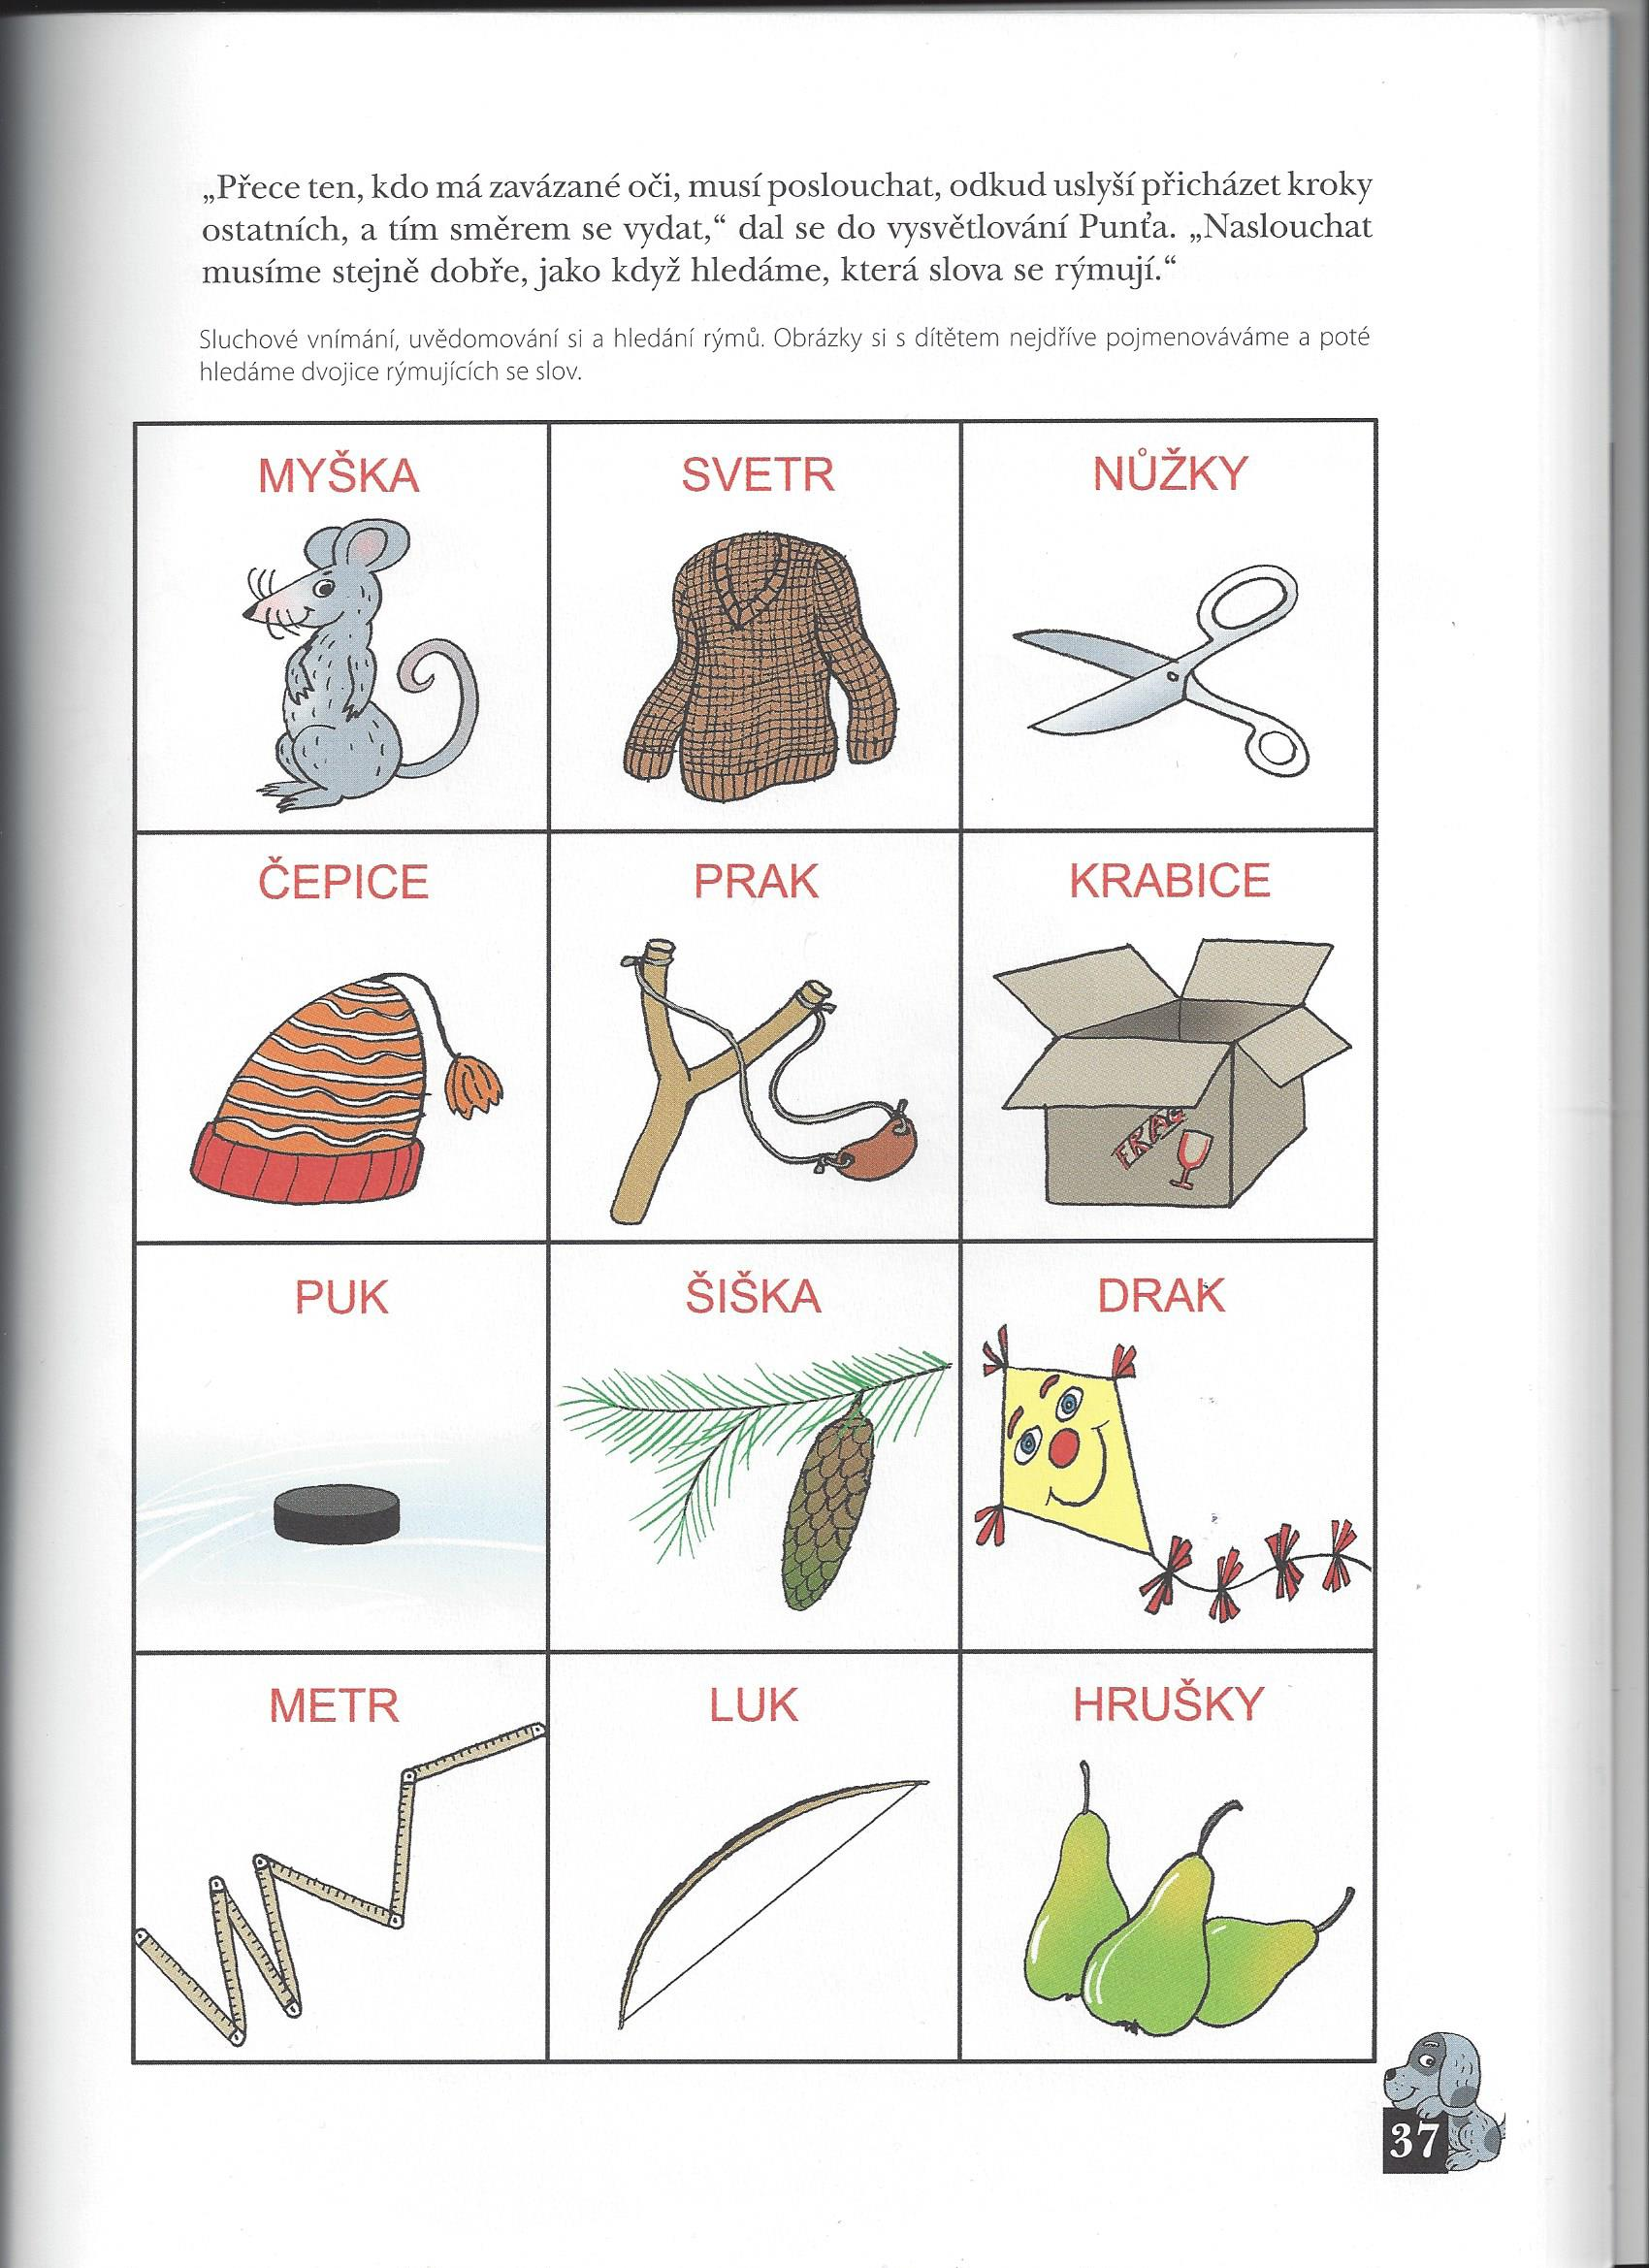 „Přece ten, kdo má zavázané oči, musí poslouchat, odkud uslyší přicházet kroky
ostatních, a tím směrem se vydat,“ dal se do vysvětlování Punťa. „Naslouchat
musíme stejně dobře, jako když hledáme, která slova se rýmují.“
Sluchové vnímání, uvědomování si a hledání rýmů. Obrázky si s dítětem nejdříve pojmenováváme a poté
hledáme dvojice rýmujících se slov.
MYŠKA
SVETR
NŮŽKY
ČEPICE
PRAK
KRABICE
FRAG
PUK
ŠIŠKA
DRAK
METR
LUK
HRUŠKY
37